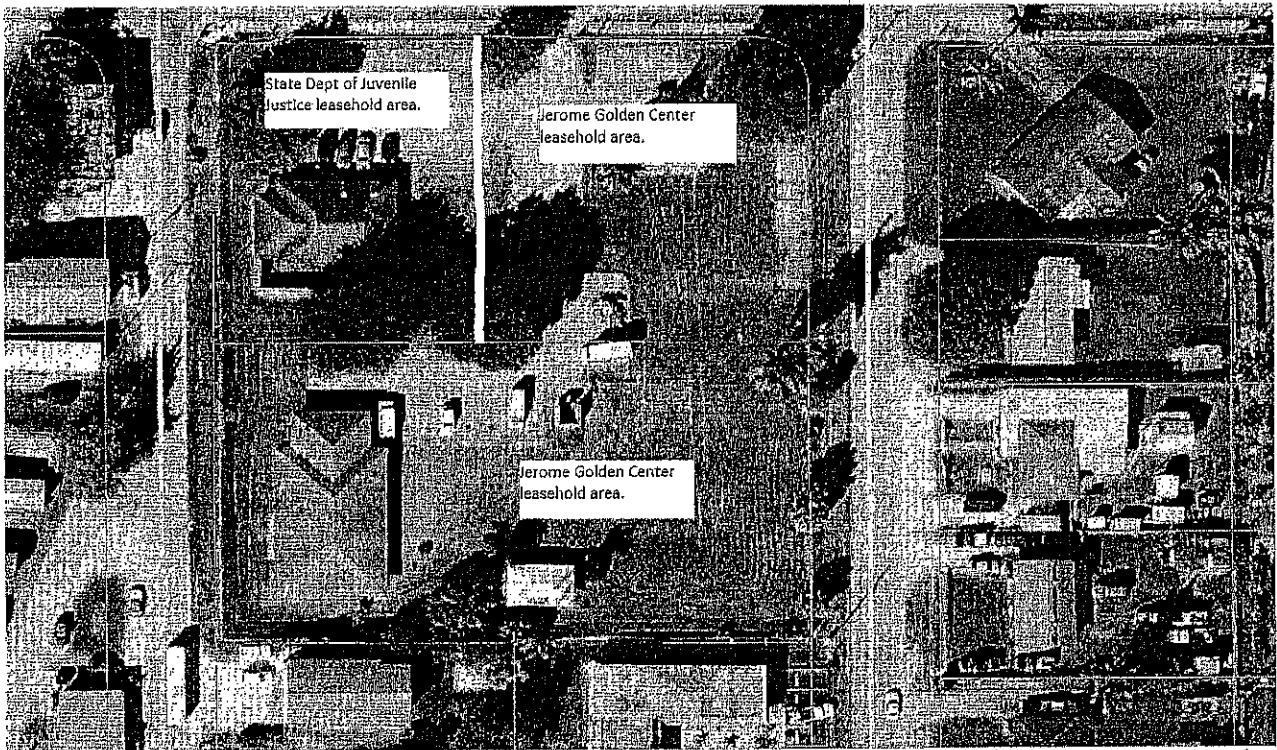 State Dept of Juvenile
Justice leasehold area.
Jerome Golden Center
leasehold area.
Jerome Golden Center
leasehold area.